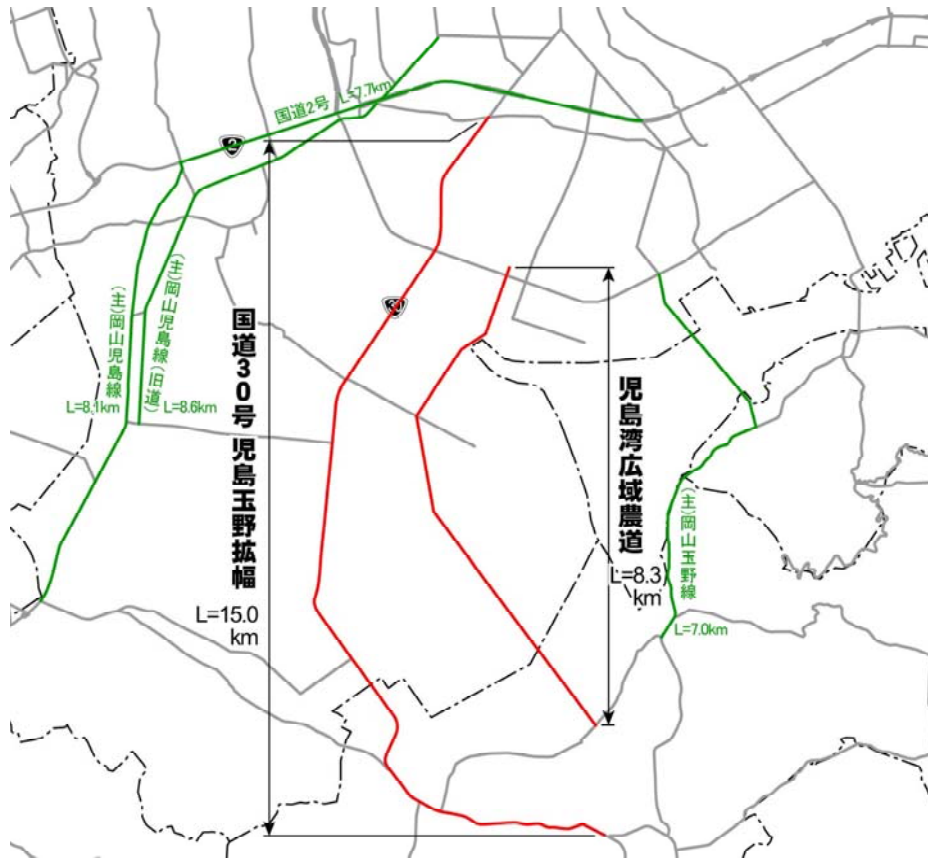 国道2号 L=7.7km
2
(主)岡山児島線
L=8.1km
(主)岡山児島線(旧道)
L=8.6km
国道30号 児島玉野拡幅
L=15.0
km
児島湾広域農道
L=8.3
km
(主)岡山玉野線
L=7.0km